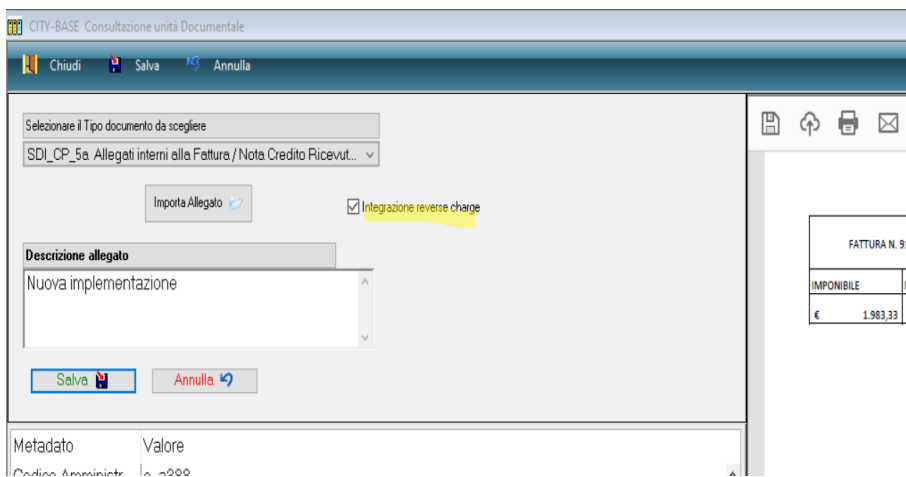 CITY-BASE Consultazione unità Documentale
Chiudi Salva Annulla
Selezionare il Tipo documento da scegliere
SDI_CP_5a Allegati interni alla Fattura / Nota Credito Ricevut...
Importa Allegato
Integrazione reverse charge
Descrizione allegato
Nuova implementazione
Salva Annulla
Metadato Valore
FATTURA N.
IMPONIBILE
€ 1.983,33